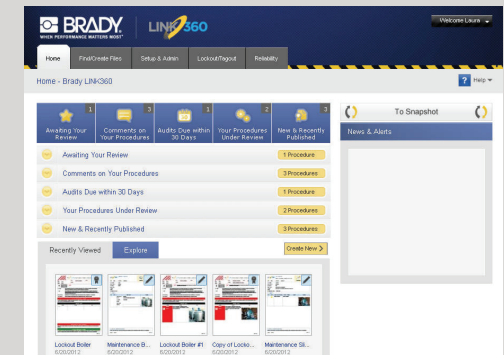 BRADY.
WHEN PERFORMANCE MATTERS MOST™
LINK360
Welcome Laura
Home
Find/Create Files
Setup & Admin
Lockout/Tagout
Reliability
Home - Brady LINK360
? Help
1
3
1
2
3
Awaiting Your Review
Comments on Your Procedures
Audits Due within 30 Days
Your Procedures Under Review
New & Recently Published
Awaiting Your Review
1 Procedure
Comments on Your Procedures
3 Procedures
Audits Due within 30 Days
1 Procedure
Your Procedures Under Review
2 Procedures
New & Recently Published
3 Procedures
To Snapshot
News & Alerts
Recently Viewed
Explore
Create New
Lockout Boiler
6/20/2012
Maintenance B...
6/20/2012
Lockout Boiler #1
6/20/2012
Copy of Locko...
6/20/2012
Maintenance Sli...
6/20/2012